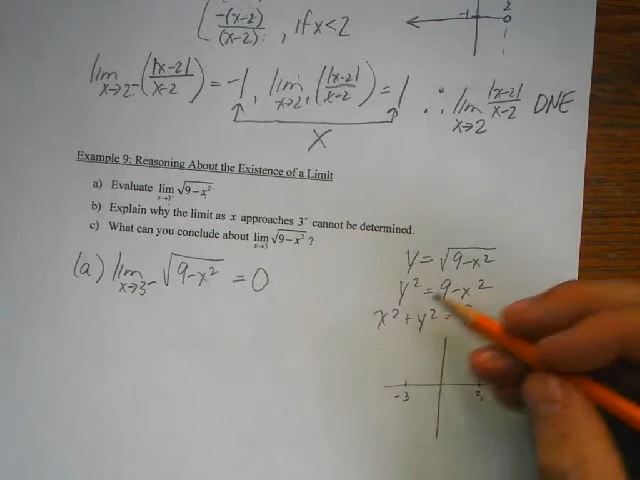 -(x-2)/(x-2) , if x<2
-1 2
lim x→2⁻ (|x-2|/x-2) = -1, lim x→2+ (|x-2|/x-2) = 1 ∴ lim x→2 |x-2|/x-2 DNE
X
Example 9: Reasoning About the Existence of a Limit
a) Evaluate lim x→3⁻ √9-x²
b) Explain why the limit as x approaches 3⁺ cannot be determined.
c) What can you conclude about lim x→3 √9-x² ?
(a) lim x→3⁻ √9-x² = 0
y = √9-x²
y² = 9-x²
x² + y² =
-3 3